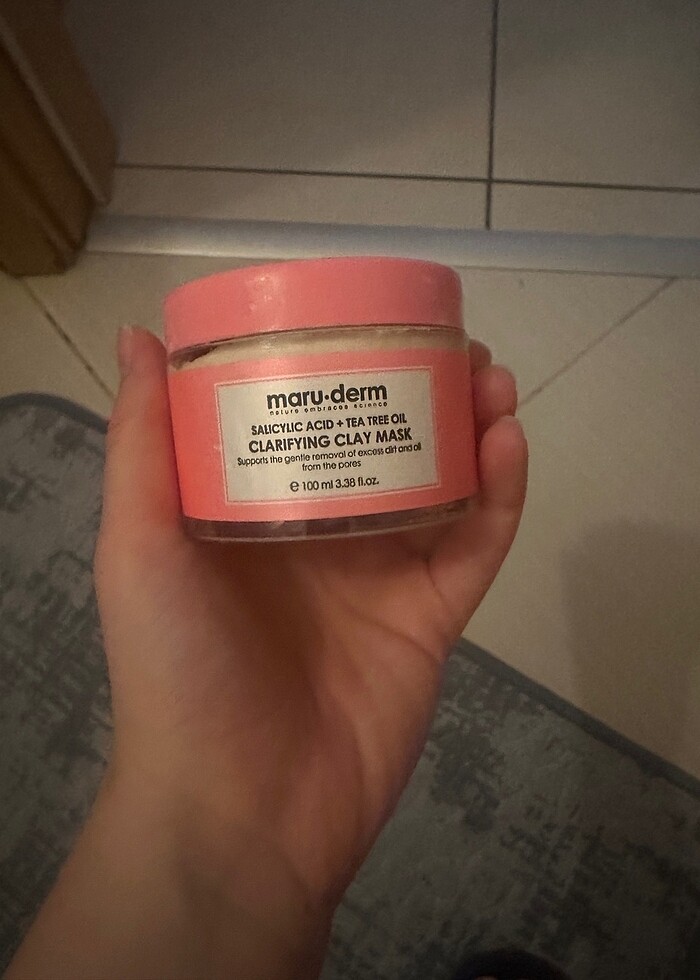 maru·derm
nature embraces science
SALICYLIC ACID + TEA TREE OIL
CLARIFYING CLAY MASK
Supports the gentle removal of excess dirt and oil
from the pores
℮ 100 ml 3.38 fl.oz.